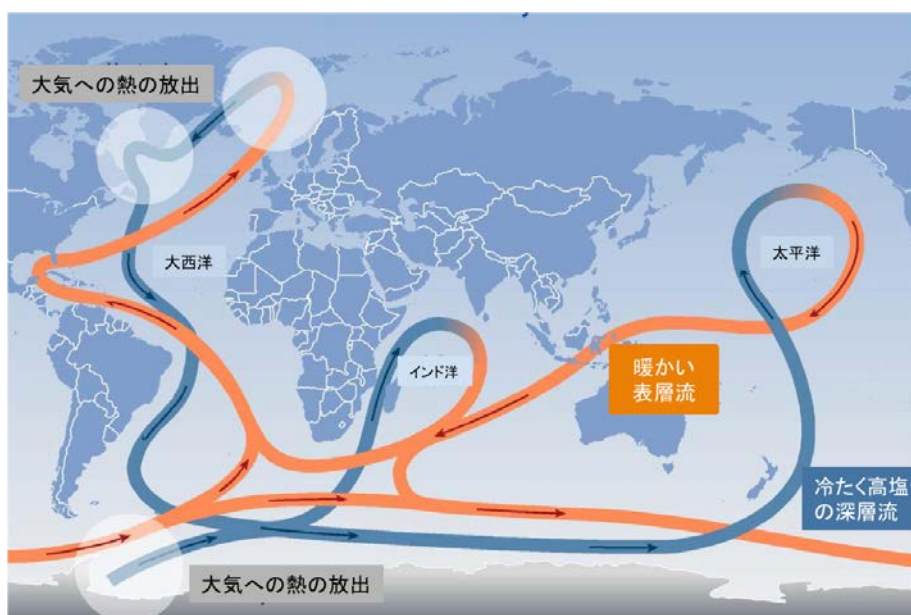 大気への熱の放出
大西洋
太平洋
インド洋
暖かい
表層流
冷たく高塩
の深層流
大気への熱の放出